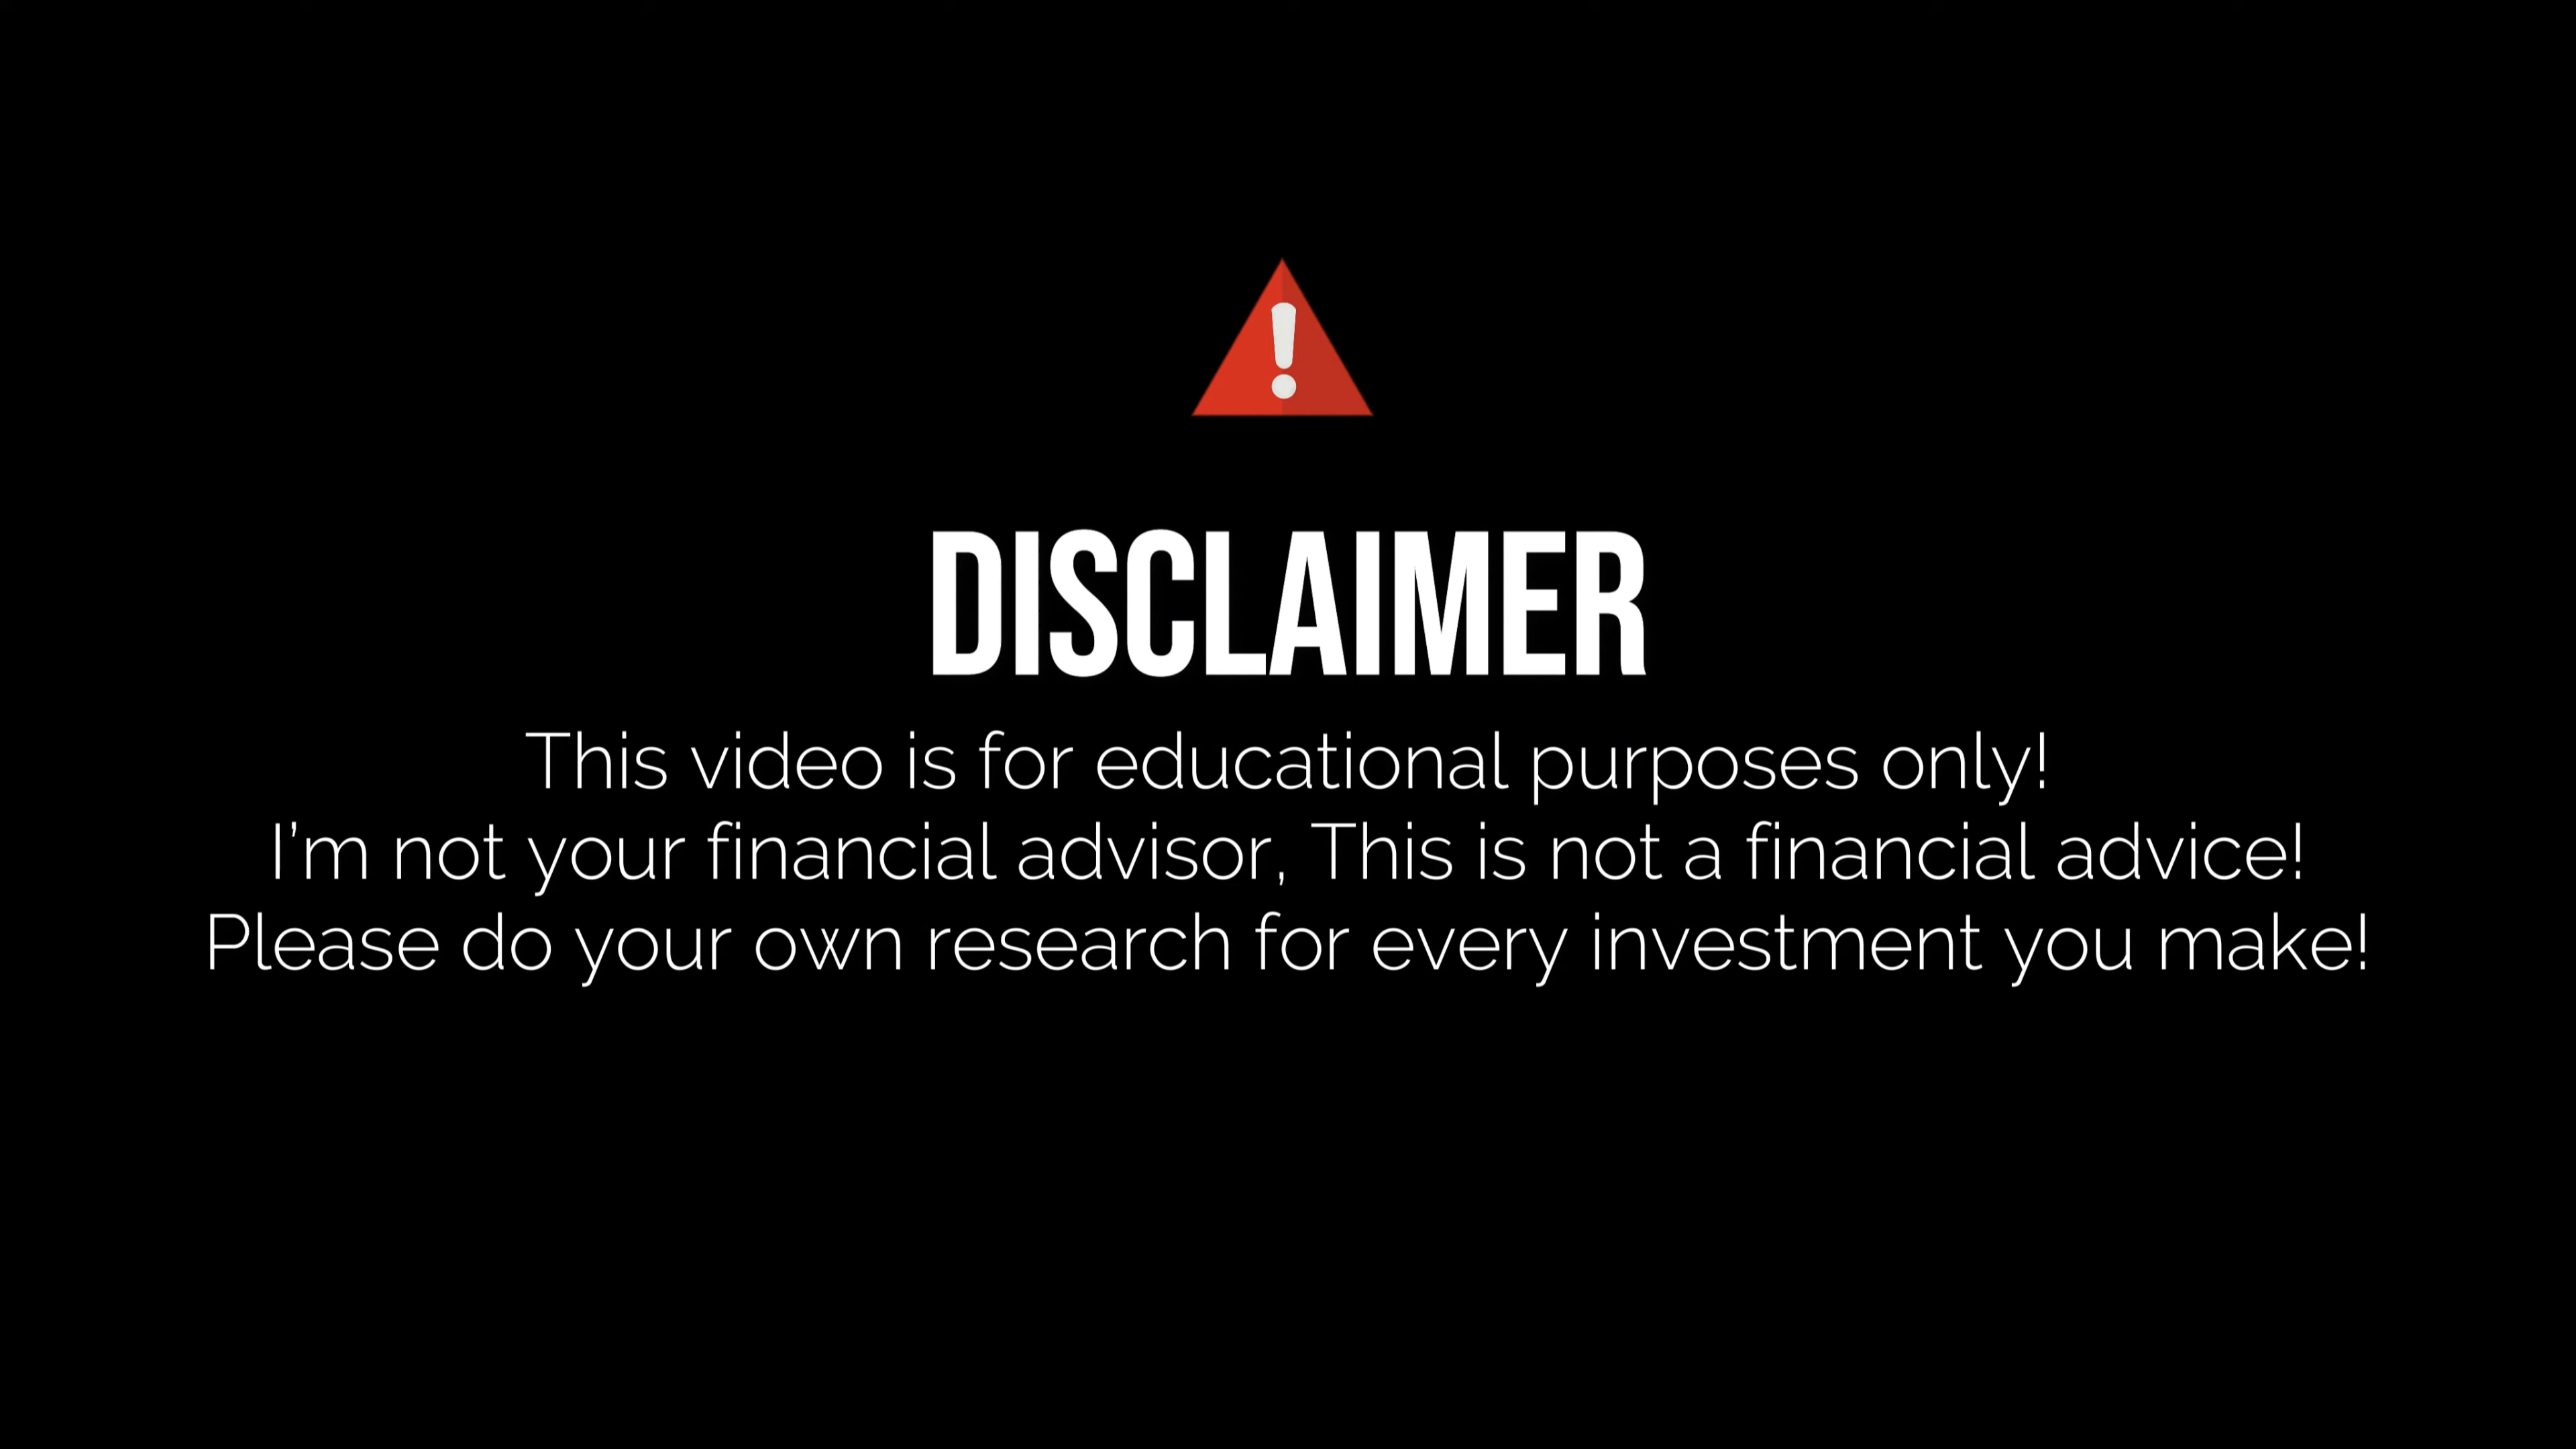 DISCLAIMER
This video is for educational purposes only!
I'm not your financial advisor, This is not a financial advice!
Please do your own research for every investment you make!